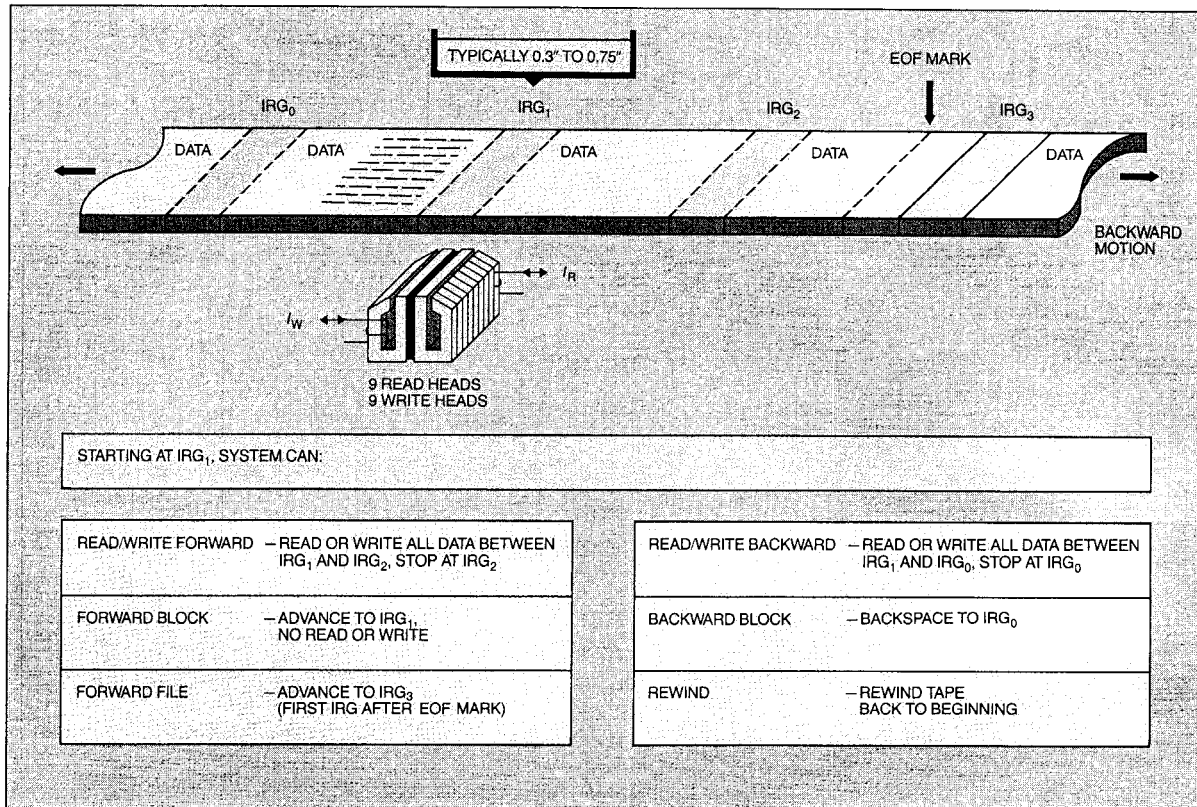 TYPICALLY 0.3" TO 0.75"
EOF MARK
IRG₀
IRG₁
IRG₂
IRG₃
DATA
DATA
DATA
DATA
DATA
BACKWARD
MOTION
I_R
I_W
9 READ HEADS
9 WRITE HEADS
STARTING AT IRG₁, SYSTEM CAN:
READ/WRITE FORWARD – READ OR WRITE ALL DATA BETWEEN
IRG₁ AND IRG₂, STOP AT IRG₂
FORWARD BLOCK – ADVANCE TO IRG₁,
NO READ OR WRITE
FORWARD FILE – ADVANCE TO IRG₃
(FIRST IRG AFTER EOF MARK)
READ/WRITE BACKWARD – READ OR WRITE ALL DATA BETWEEN
IRG₁ AND IRG₀, STOP AT IRG₀
BACKWARD BLOCK – BACKSPACE TO IRG₀
REWIND – REWIND TAPE
BACK TO BEGINNING